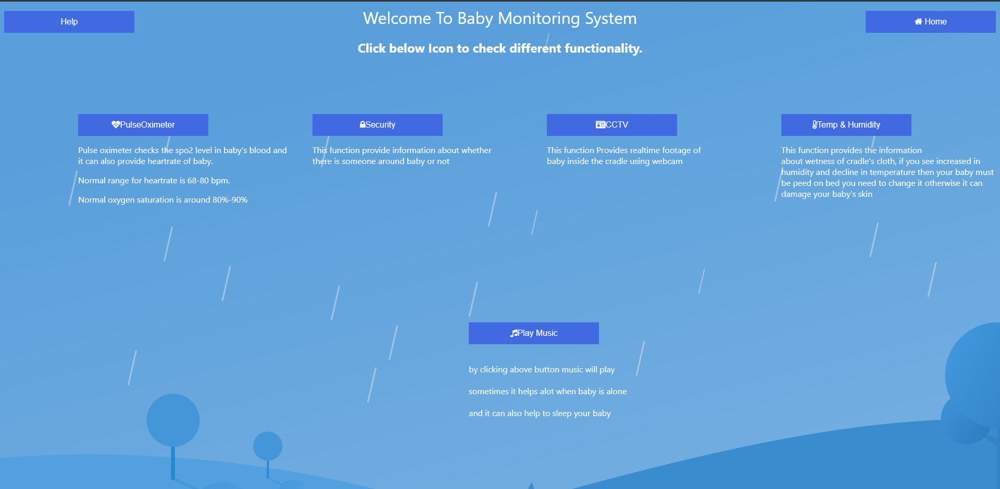 Help
Welcome To Baby Monitoring System
Home
Click below Icon to check different functionality.
PulseOximeter
Pulse oximeter checks the spo2 level in baby's blood and
it can also provide heartrate of baby.
Normal range for heartrate is 68-80 bpm.
Normal oxygen saturation is around 80%-90%
Security
This function provide information about whether
there is someone around baby or not
CCTV
This function Provides realtime footage of
baby inside the cradle using webcam
Temp & Humidity
This function provides the information
about wetness of cradle's cloth, if you see increased in
humidity and decline in temperature then your baby must
be peed on bed you need to change it otherwise it can
damage your baby's skin
Play Music
by clicking above button music will play
sometimes it helps alot when baby is alone
and it can also help to sleep your baby